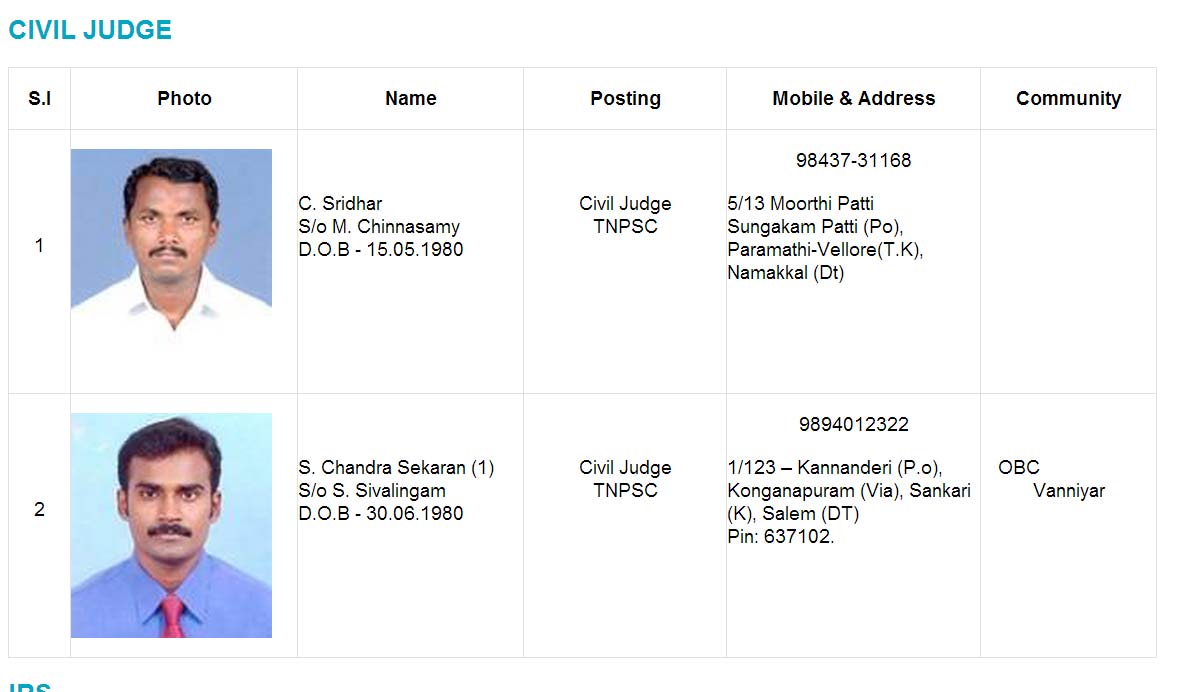 CIVIL JUDGE
S.I Photo Name Posting Mobile & Address Community
1
C. Sridhar
S/o M. Chinnasamy
D.O.B - 15.05.1980
Civil Judge
TNPSC
98437-31168
5/13 Moorthi Patti
Sungakam Patti (Po),
Paramathi-Vellore(T.K),
Namakkal (Dt)
2
S. Chandra Sekaran (1)
S/o S. Sivalingam
D.O.B - 30.06.1980
Civil Judge
TNPSC
9894012322
1/123 – Kannanderi (P.o),
Konganapuram (Via), Sankari
(K), Salem (DT)
Pin: 637102.
OBC
Vanniyar